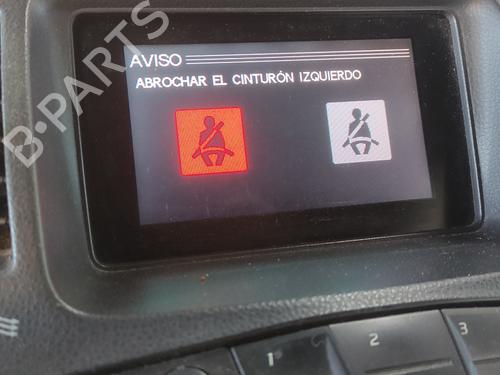 AVISO
ABROCHAR EL CINTURÓN IZQUIERDO
B-PARTS
1
2
3